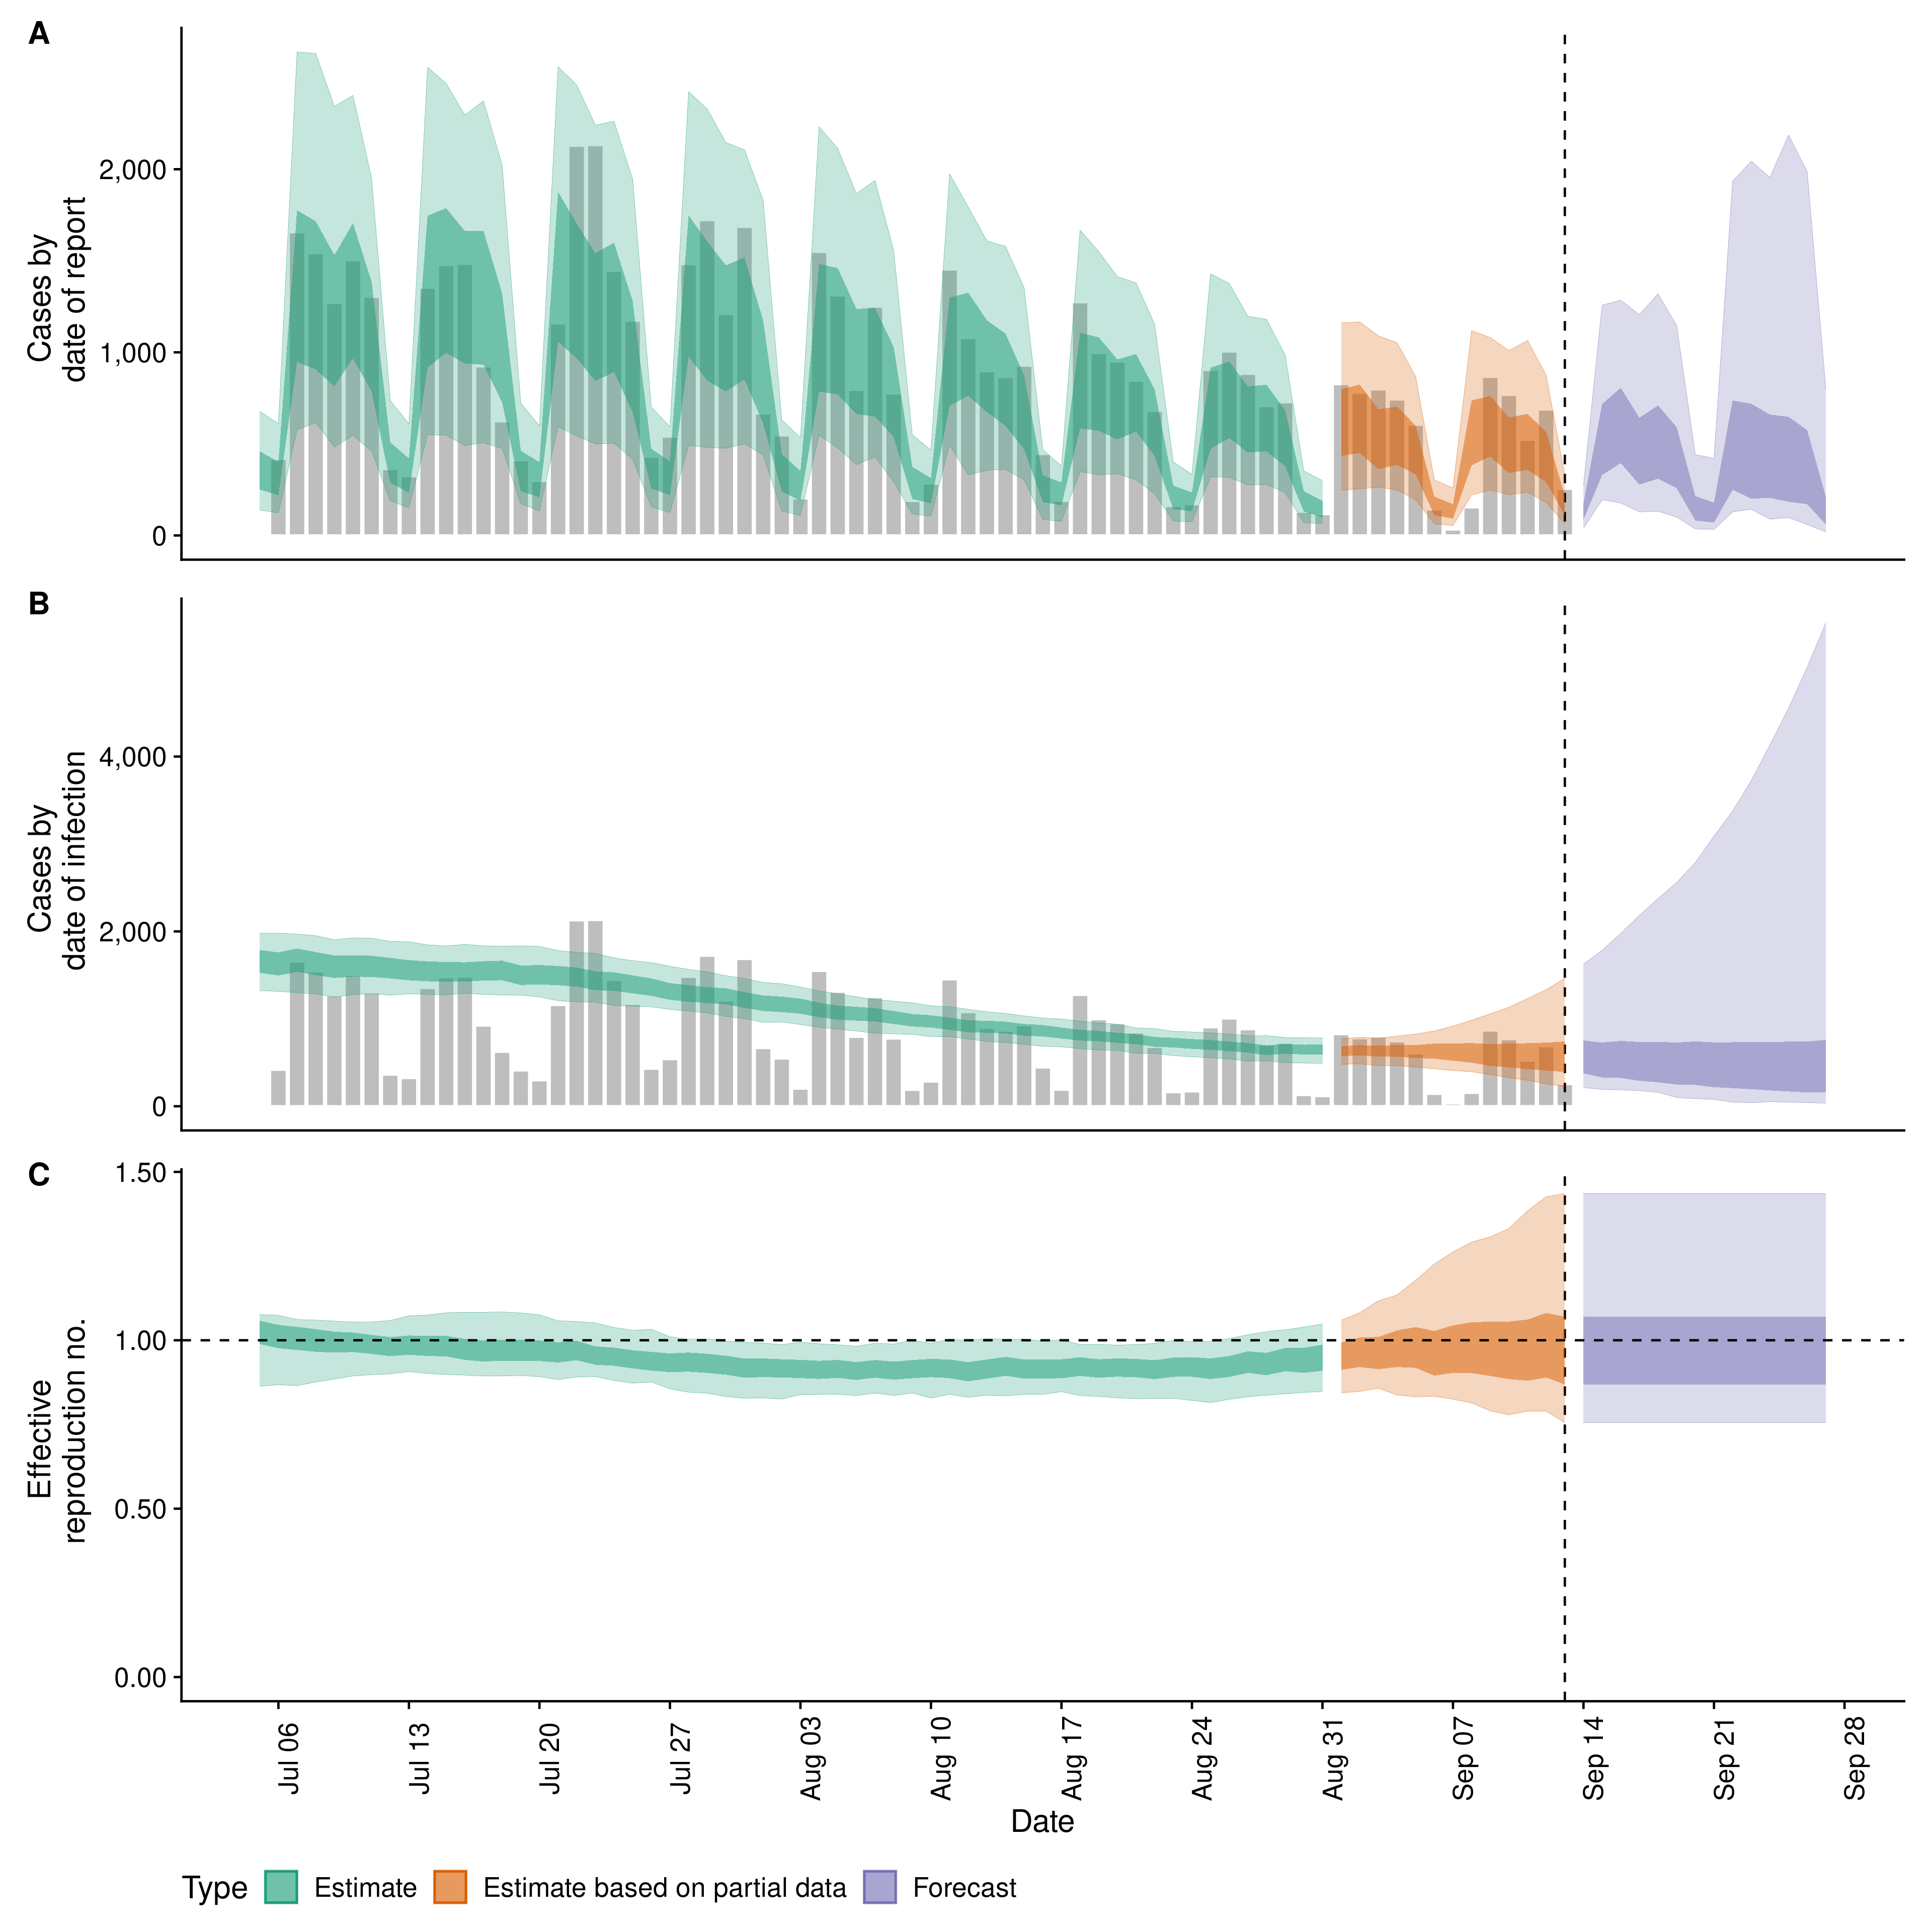 A
Cases by
date of report
2,000
1,000
0
B
Cases by
date of infection
4,000
2,000
0
C
Effective
reproduction no.
1.50
1.00
0.50
0.00
Jul 06
Jul 13
Jul 20
Jul 27
Aug 03
Aug 10
Aug 17
Aug 24
Aug 31
Sep 07
Sep 14
Sep 21
Sep 28
Date
Type Estimate Estimate based on partial data Forecast